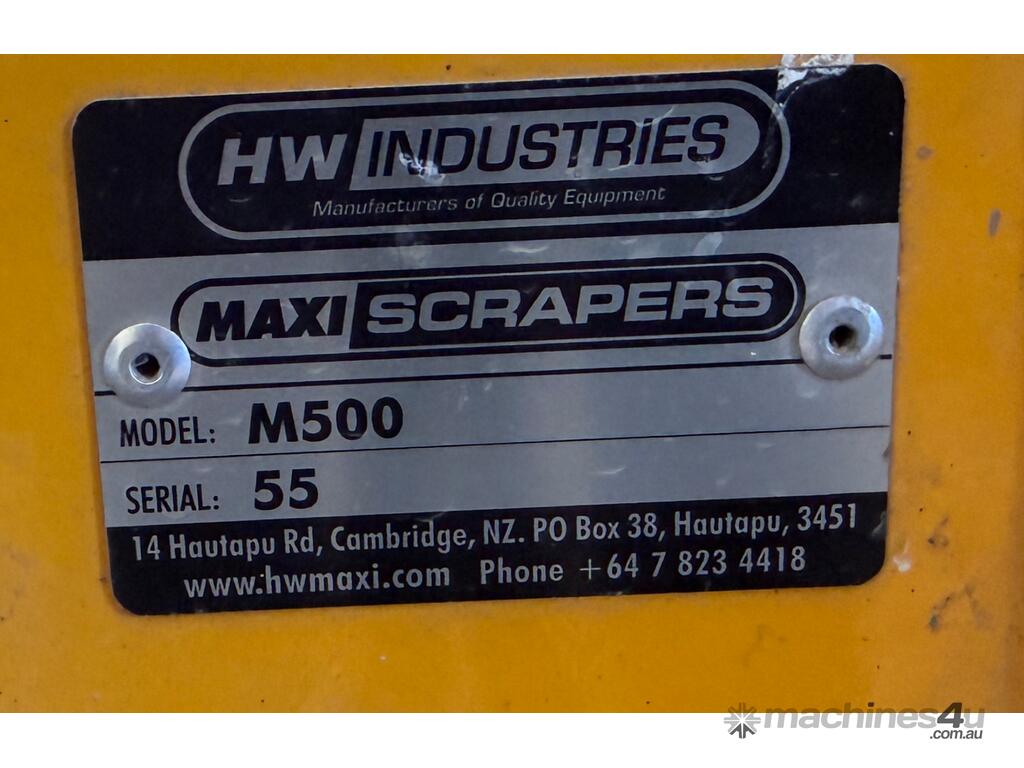 HW INDUSTRIES
Manufacturers of Quality Equipment
MAXI SCRAPERS
MODEL: M500
SERIAL: 55
14 Hautapu Rd, Cambridge, NZ. PO Box 38, Hautapu, 3451
www.hwmaxi.com Phone +64 7 823 4418
machines4u
.com.au